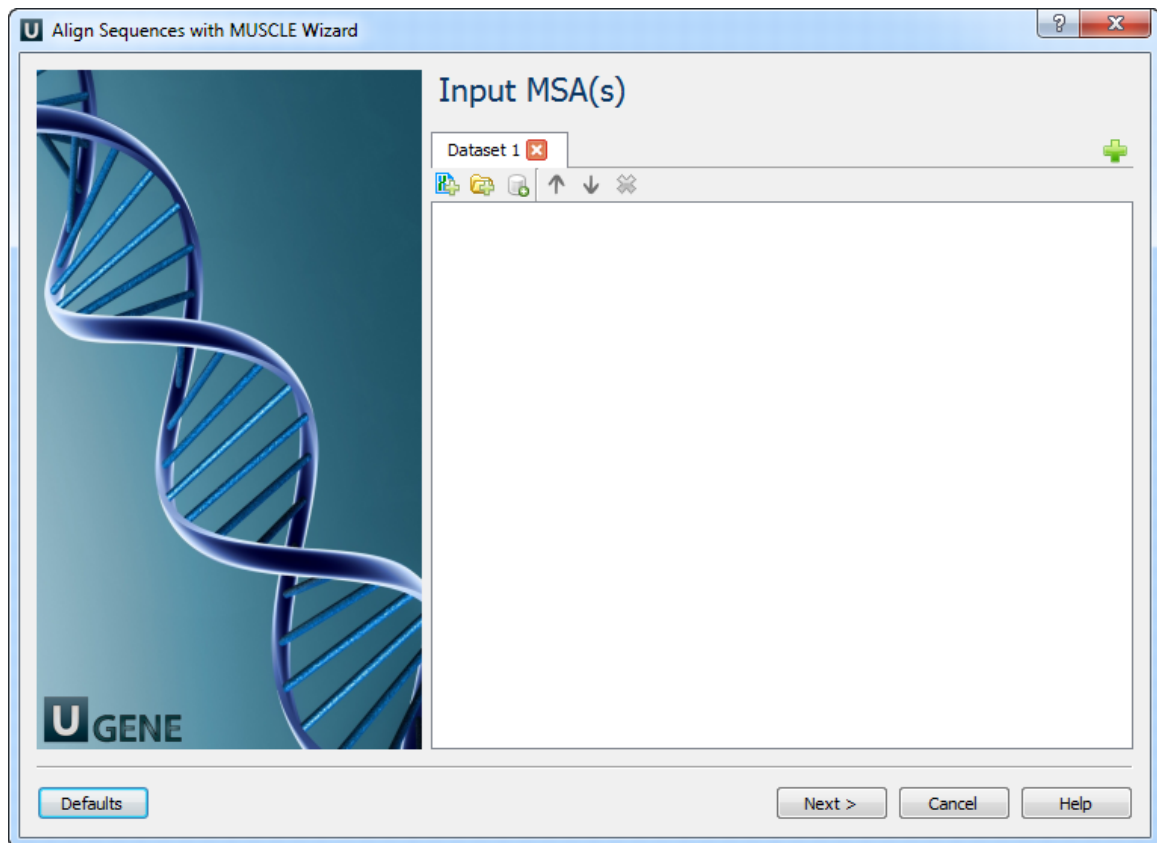 U Align Sequences with MUSCLE Wizard
Input MSA(s)
Dataset 1
U GENE
Defaults
Next >
Cancel
Help